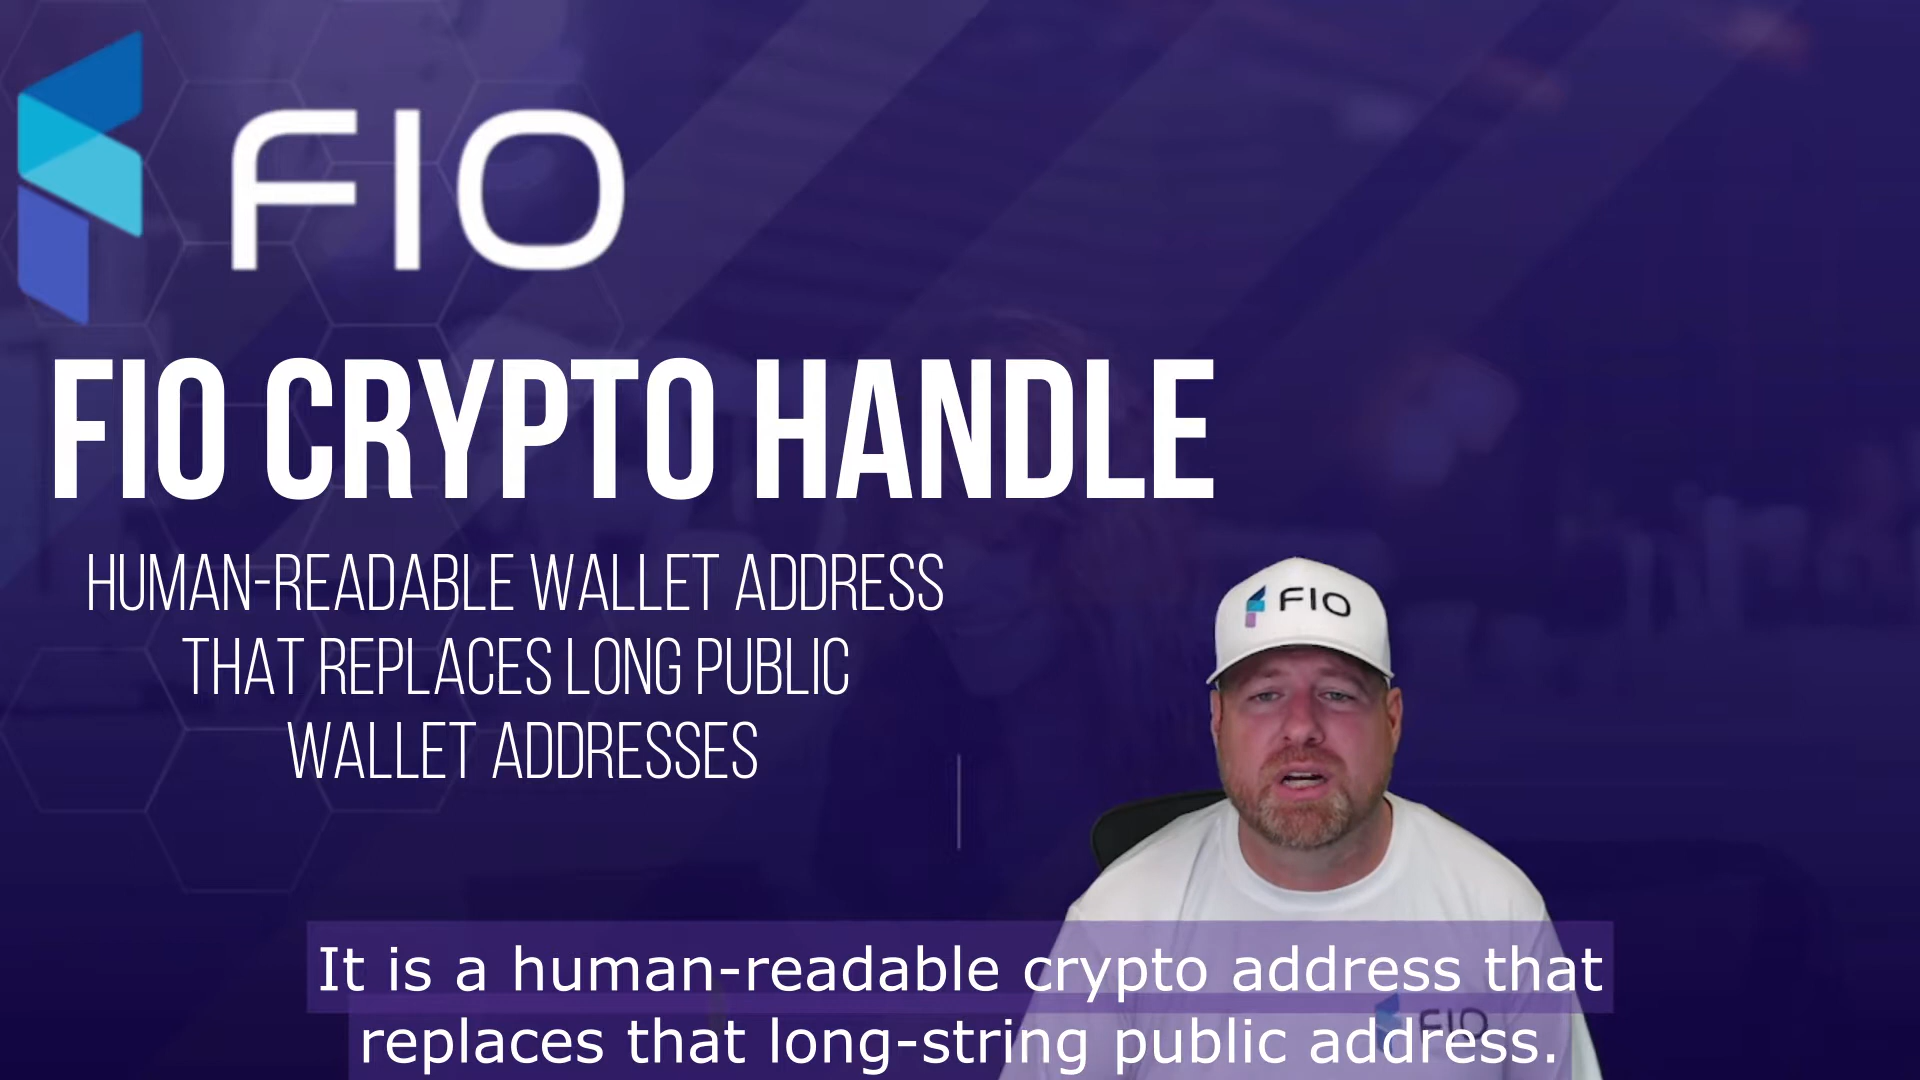 FIO
FIO CRYPTO HANDLE
HUMAN-READABLE WALLET ADDRESS
THAT REPLACES LONG PUBLIC
WALLET ADDRESSES
FIO
It is a human-readable crypto address that
replaces that long-string public address.
FIO